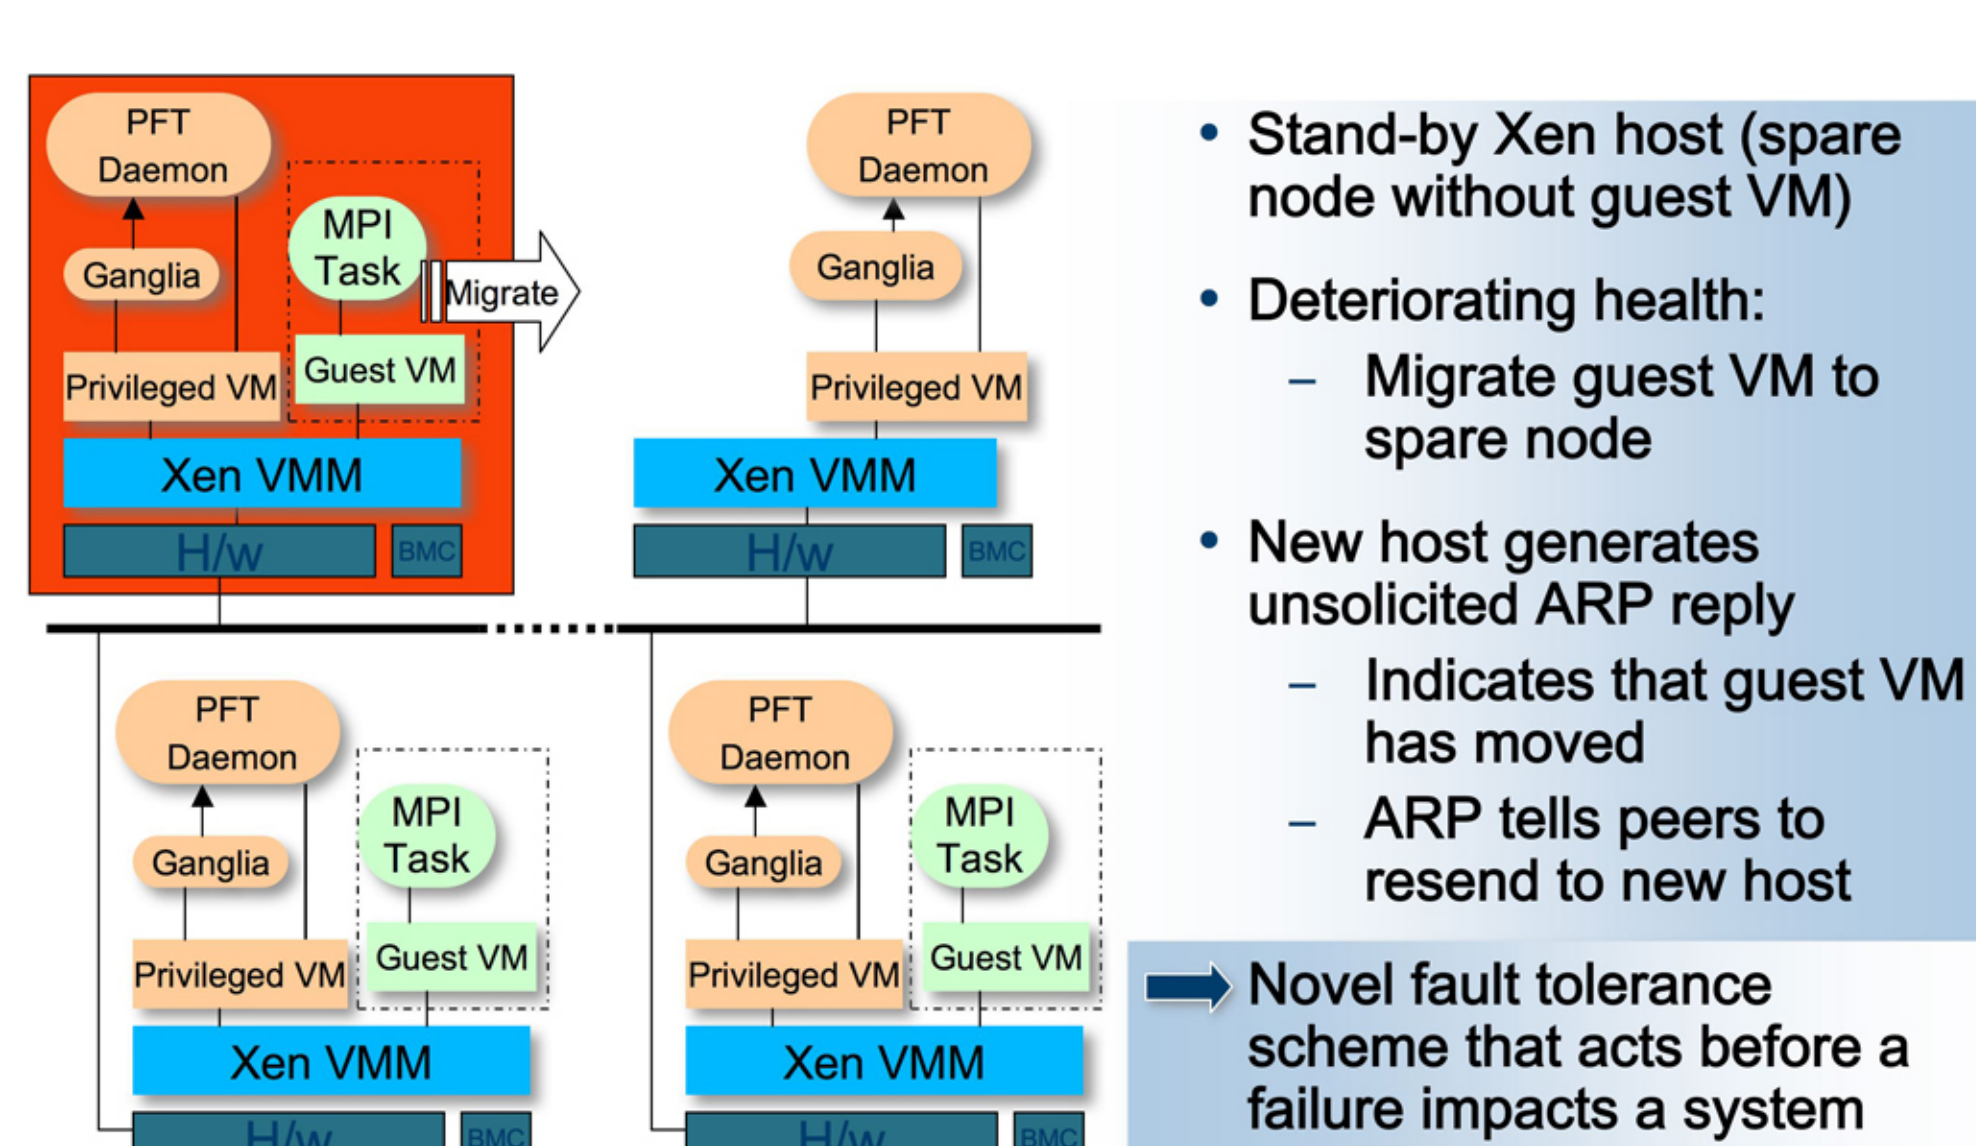 PFT
Daemon
Ganglia
MPI
Task
Migrate
Privileged VM
Guest VM
Xen VMM
H/w
BMC
PFT
Daemon
Ganglia
Privileged VM
Xen VMM
H/w
BMC
PFT
Daemon
Ganglia
MPI
Task
Privileged VM
Guest VM
Xen VMM
H/w
BMC
PFT
Daemon
Ganglia
MPI
Task
Privileged VM
Guest VM
Xen VMM
H/w
BMC
• Stand-by Xen host (spare
node without guest VM)
• Deteriorating health:
– Migrate guest VM to
spare node
• New host generates
unsolicited ARP reply
– Indicates that guest VM
has moved
– ARP tells peers to
resend to new host
Novel fault tolerance
scheme that acts before a
failure impacts a system